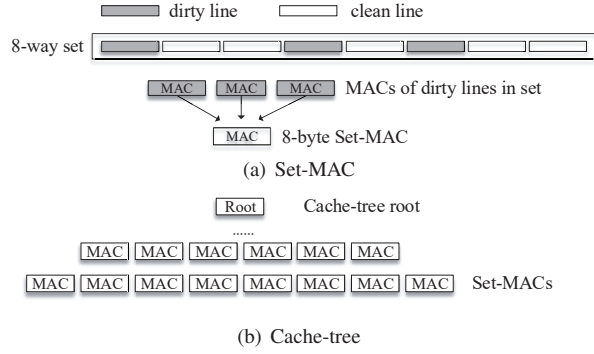 dirty line clean line
8-way set
MAC MAC MAC MACs of dirty lines in set
MAC 8-byte Set-MAC
(a) Set-MAC
Root Cache-tree root
......
MAC MAC MAC MAC MAC MAC
MAC MAC MAC MAC MAC MAC MAC MAC Set-MACs
(b) Cache-tree